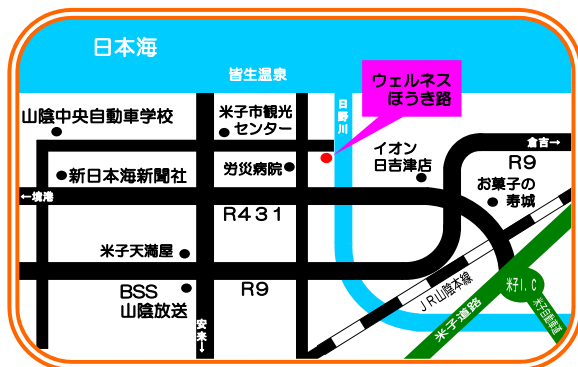 日本海
皆生温泉
ウェルネス
ほうき路
日野川
山陰中央自動車学校
米子市観光
センター
倉吉→
イオン
日吉津店
R9
労災病院
新日本海新聞社
お菓子の
寿城
←境港
R431
米子天満屋
R9
BSS
山陰放送
安来→
JR山陰本線
米子I.C
米子道路
米子自動車道